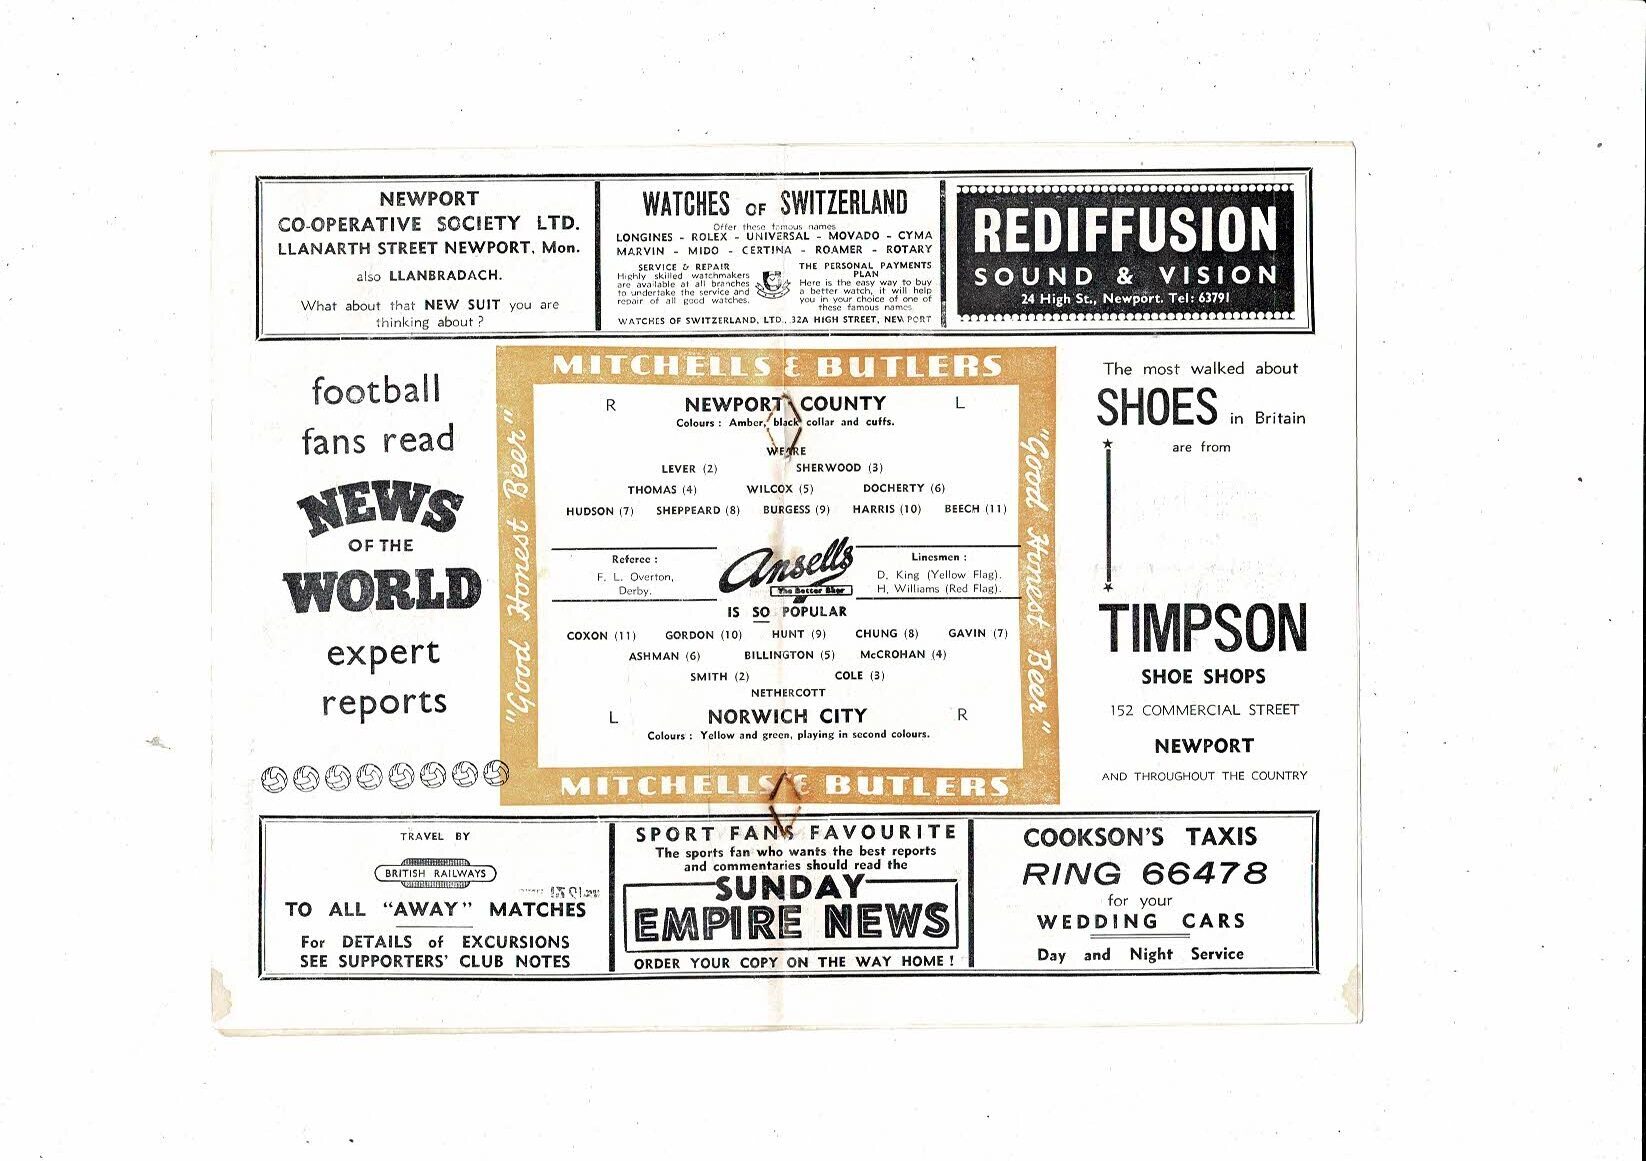 NEWPORT
CO-OPERATIVE SOCIETY LTD.
LLANARTH STREET NEWPORT, Mon.
also LLANBRADACH.
What about that NEW SUIT you are
thinking about ?
WATCHES OF SWITZERLAND
Offer these famous names
LONGINES - ROLEX - UNIVERSAL - MOVADO - CYMA
MARVIN - MIDO - CERTINA - ROAMER - ROTARY
SERVICE & REPAIR
Highly skilled watchmakers
are available at all branches
to undertake the service and
repair of all good watches.
THE PERSONAL PAYMENTS
PLAN
Here is the easy way to buy
a better watch, it will help
you in your choice of one of
these famous names.
WATCHES OF SWITZERLAND, LTD., 32A HIGH STREET, NEWPORT
REDIFFUSION
SOUND & VISION
24 High St., Newport. Tel: 63791
football
fans read
NEWS
OF THE
WORLD
expert
reports
MITCHELLS & BUTLERS
"Good Honest Beer"
R NEWPORT COUNTY L
Colours : Amber, black collar and cuffs.
WEARE
LEVER (2) SHERWOOD (3)
THOMAS (4) WILCOX (5) DOCHERTY (6)
HUDSON (7) SHEPPEARD (8) BURGESS (9) HARRIS (10) BEECH (11)
Referee :
F. L. Overton,
Derby.
Ansells
The Better Beer
IS SO POPULAR
Linesmen :
D. King (Yellow Flag).
H. Williams (Red Flag).
COXON (11) GORDON (10) HUNT (9) CHUNG (8) GAVIN (7)
ASHMAN (6) BILLINGTON (5) McCROHAN (4)
SMITH (2) COLE (3)
NETHERCOTT
L NORWICH CITY R
Colours : Yellow and green, playing in second colours.
"Good Honest Beer"
MITCHELLS & BUTLERS
The most walked about
SHOES in Britain
are from
TIMPSON
SHOE SHOPS
152 COMMERCIAL STREET
NEWPORT
AND THROUGHOUT THE COUNTRY
TRAVEL BY
BRITISH RAILWAYS
TO ALL "AWAY" MATCHES
For DETAILS of EXCURSIONS
SEE SUPPORTERS' CLUB NOTES
SPORT FANS FAVOURITE
The sports fan who wants the best reports
and commentaries should read the
SUNDAY
EMPIRE NEWS
ORDER YOUR COPY ON THE WAY HOME !
COOKSON'S TAXIS
RING 66478
for your
WEDDING CARS
Day and Night Service